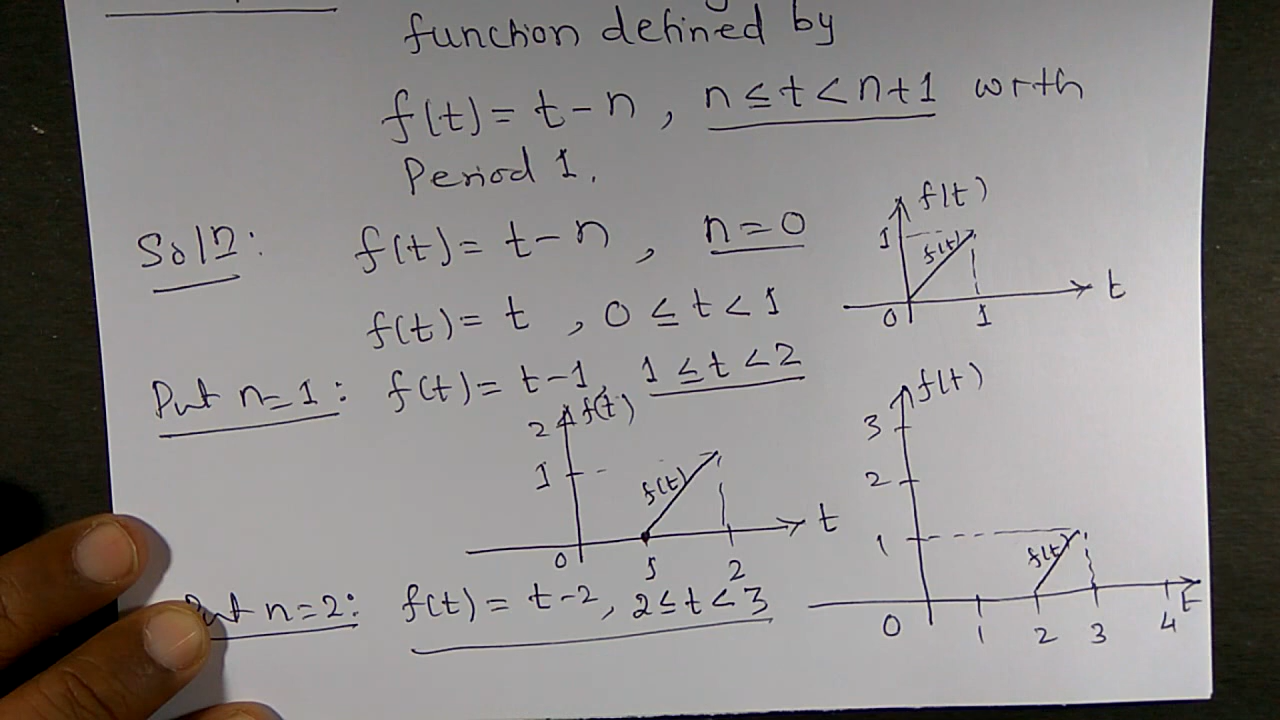 function defined by
f(t) = t - n , n ≤ t < n+1 with
Period 1.
Soln: f(t) = t - n , n = 0
f(t) = t , 0 ≤ t < 1
f(t)
1
f(t)
0 1 t
Put n=1: f(t) = t-1, 1 ≤ t < 2
2 f(t)
1
f(t)
0 1 2 t
f(t)
3
2
1
f(t)
0 1 2 3 4 t
Put n=2: f(t) = t-2, 2 ≤ t < 3